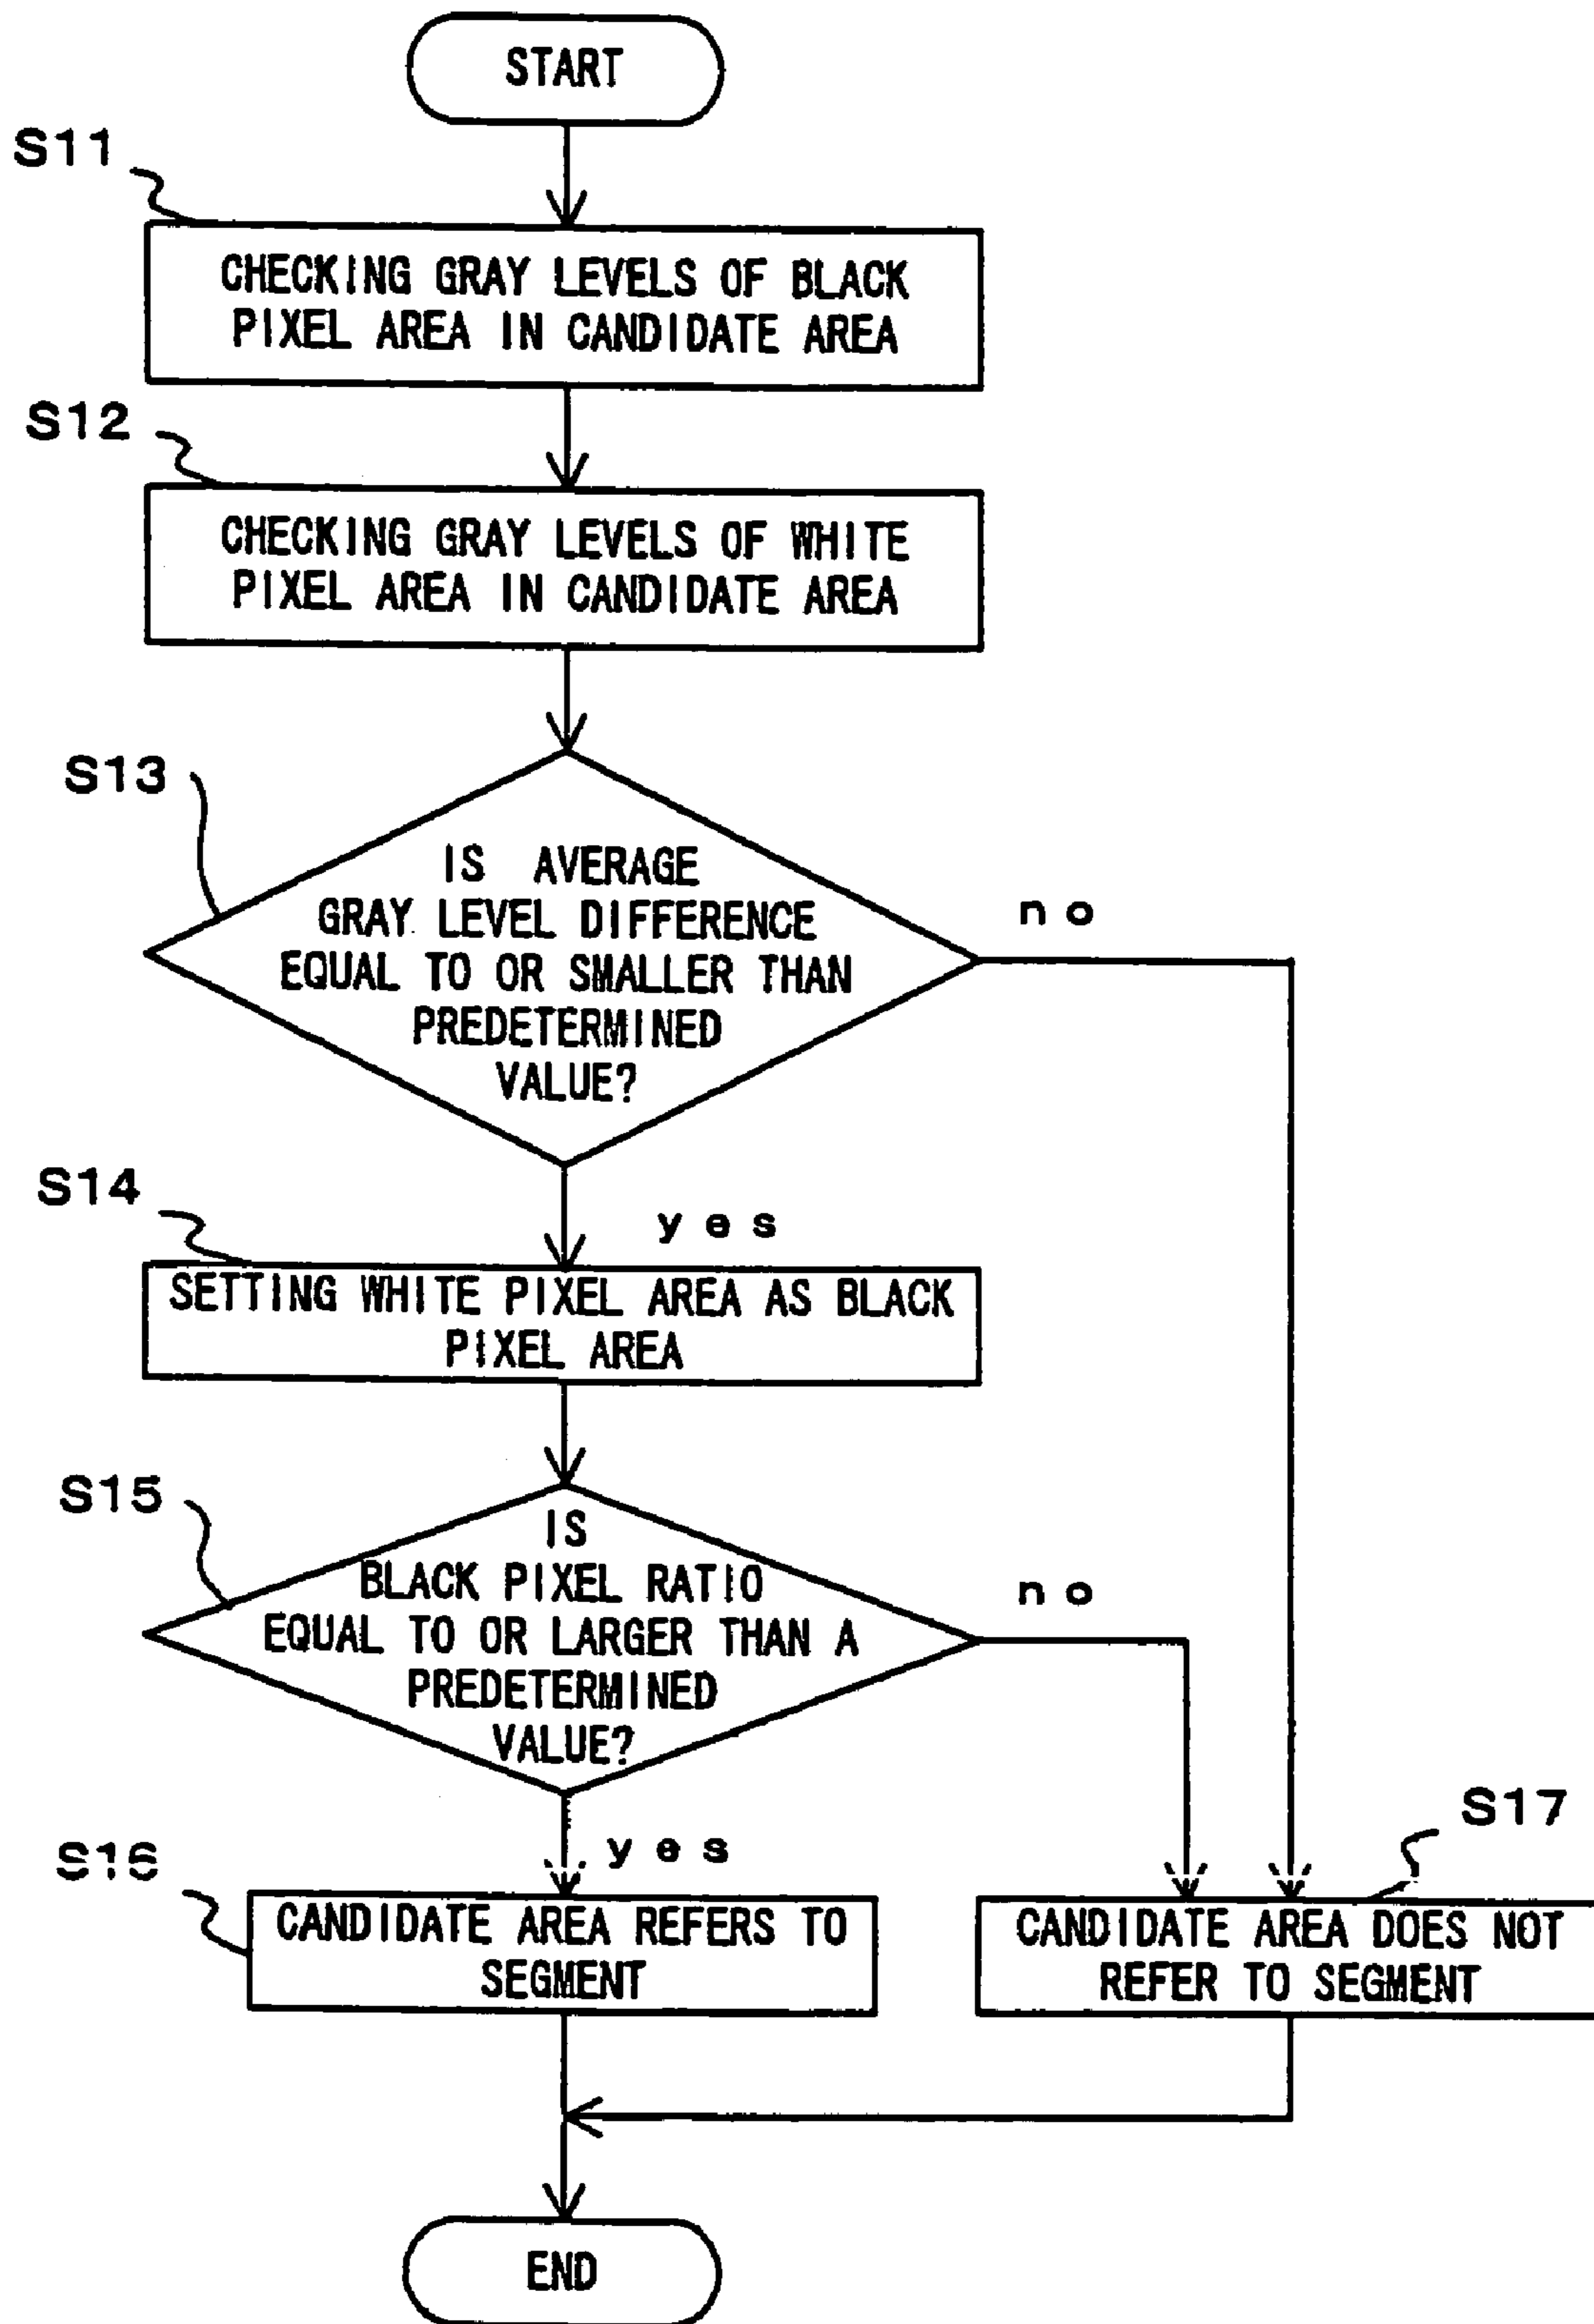 START
S11
CHECKING GRAY LEVELS OF BLACK
PIXEL AREA IN CANDIDATE AREA
S12
CHECKING GRAY LEVELS OF WHITE
PIXEL AREA IN CANDIDATE AREA
S13
IS AVERAGE
GRAY LEVEL DIFFERENCE
EQUAL TO OR SMALLER THAN
PREDETERMINED
VALUE?
no
S14
yes
SETTING WHITE PIXEL AREA AS BLACK
PIXEL AREA
S15
IS
BLACK PIXEL RATIO
EQUAL TO OR LARGER THAN A
PREDETERMINED
VALUE?
no
S16
yes
CANDIDATE AREA REFERS TO
SEGMENT
S17
CANDIDATE AREA DOES NOT
REFER TO SEGMENT
END